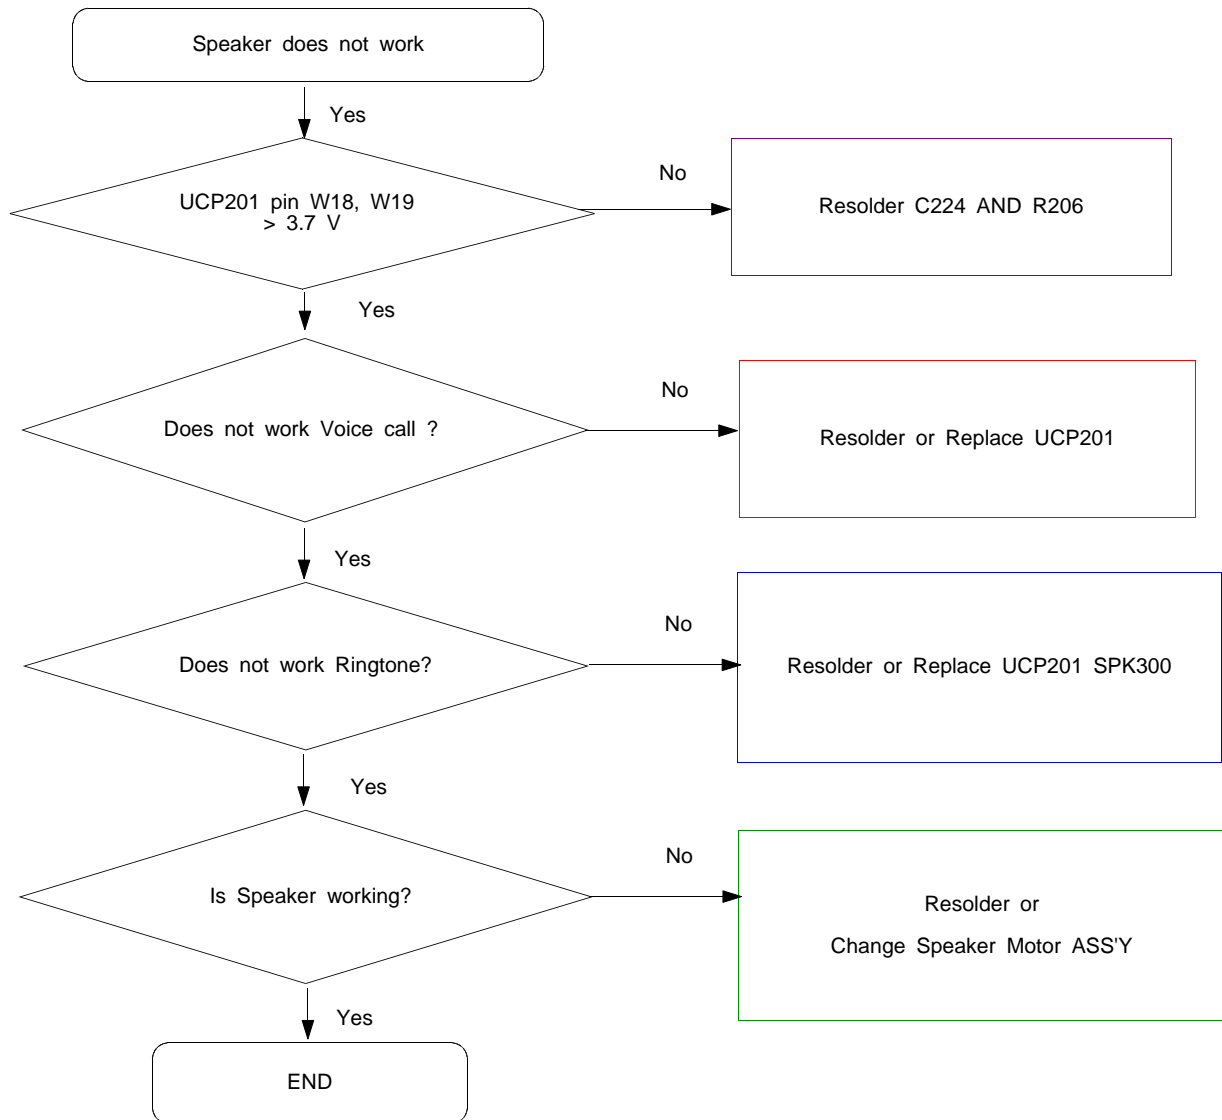 Speaker does not work
Yes
UCP201 pin W18, W19
> 3.7 V
No
Resolder C224 AND R206
Yes
Does not work Voice call ?
No
Resolder or Replace UCP201
Yes
Does not work Ringtone?
No
Resolder or Replace UCP201 SPK300
Yes
Is Speaker working?
No
Resolder or
Change Speaker Motor ASS'Y
Yes
END